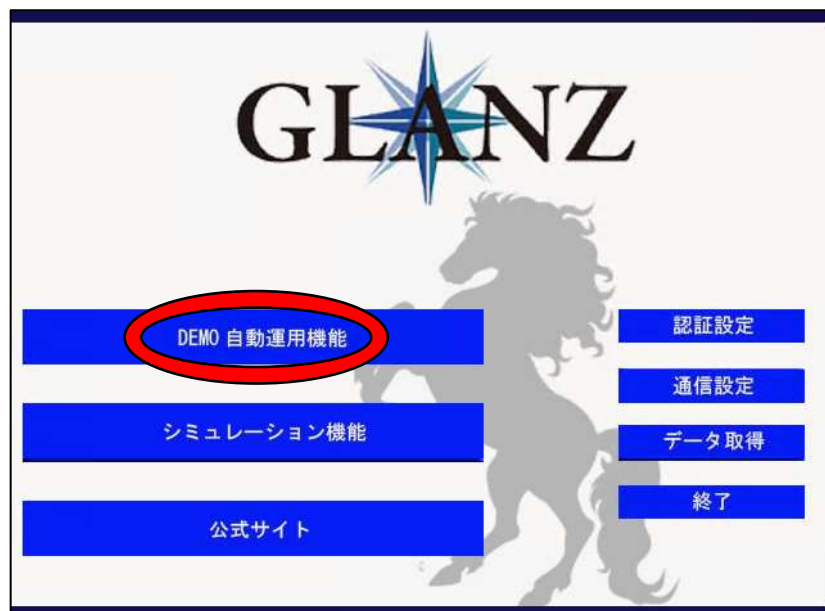 GLANZ
DEMO 自動運用機能
シミュレーション機能
公式サイト
認証設定
通信設定
データ取得
終了